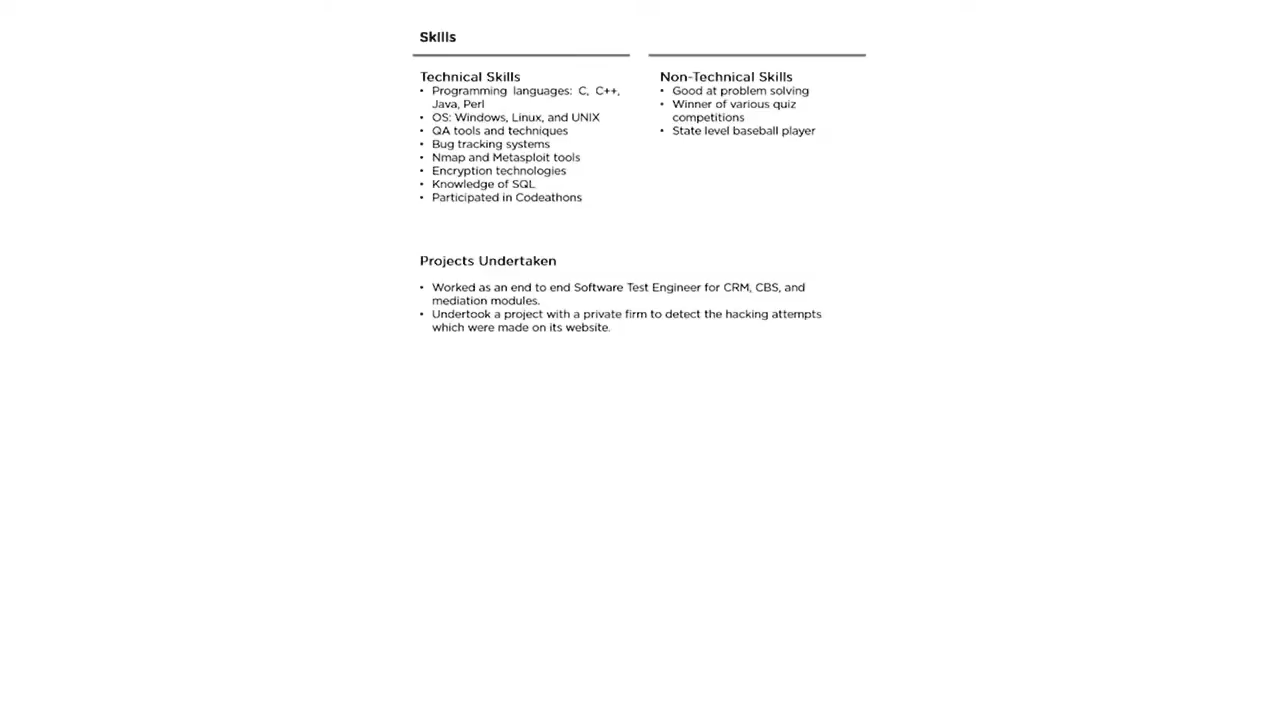 Skills
Technical Skills
• Programming languages: C, C++,
Java, Perl
• OS: Windows, Linux, and UNIX
• QA tools and techniques
• Bug tracking systems
• Nmap and Metasploit tools
• Encryption technologies
• Knowledge of SQL
• Participated in Codeathons
Non-Technical Skills
• Good at problem solving
• Winner of various quiz
competitions
• State level baseball player
Projects Undertaken
• Worked as an end to end Software Test Engineer for CRM, CBS, and
mediation modules.
• Undertook a project with a private firm to detect the hacking attempts
which were made on its website.